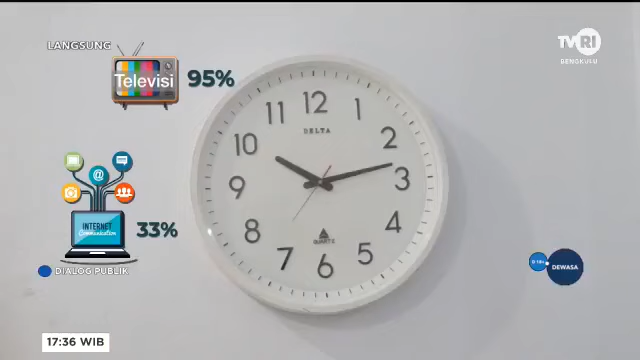 LANGSUNG
TVRI
BENGKULU
Televisi
95%
12
1
2
3
4
5
6
7
8
9
10
11
DELTA
QUARTZ
@
INTERNET
Communication
33%
DIALOG PUBLIK
DEWASA
17:36 WIB